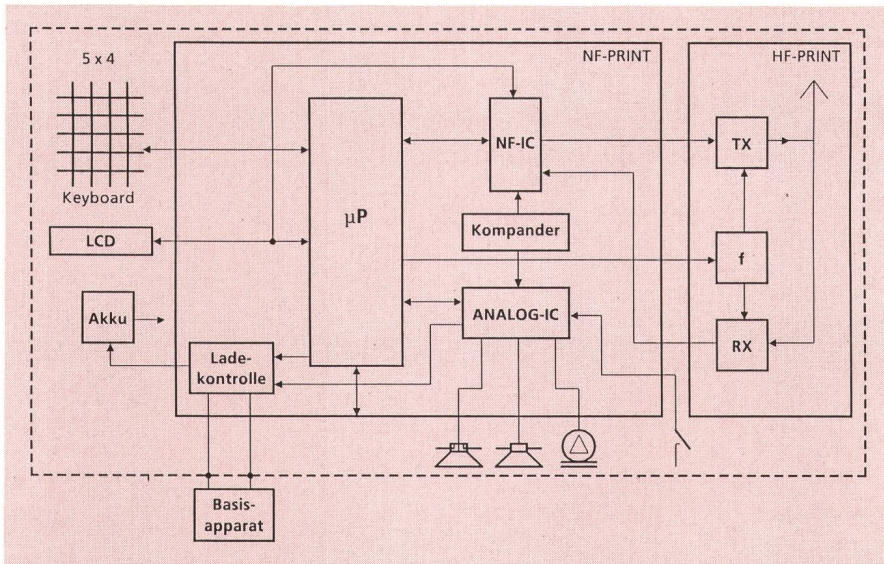 5 x 4
Keyboard
LCD
Akku
NF-PRINT
µP
NF-IC
Kompander
ANALOG-IC
Lade-
kontrolle
HF-PRINT
TX
f
RX
Basis-
apparat